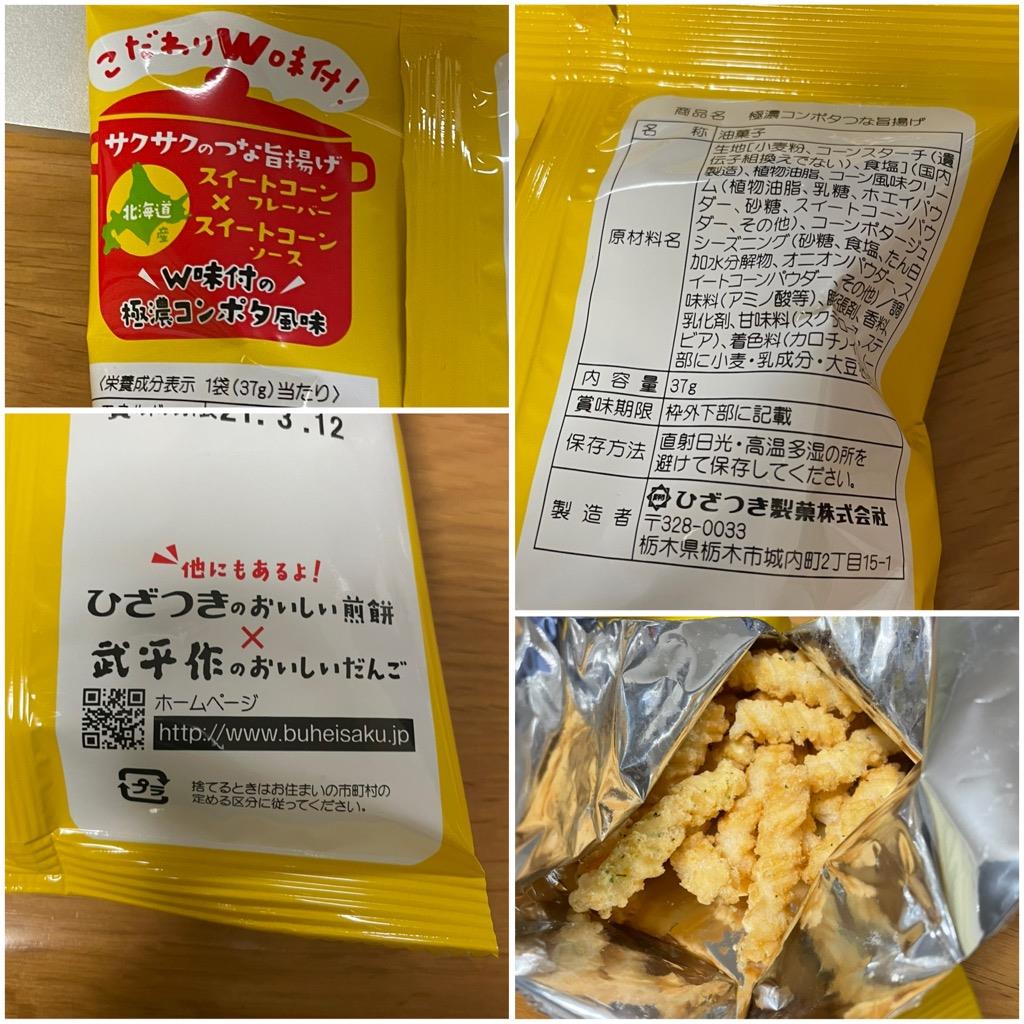 こだわりW味付!
サクサクのつな旨揚げ
北海道
産
スイートコーン
× フレーバー
スイートコーン
ソース
W味付の
極濃コンポタ風味
〈栄養成分表示 1袋(37g)当たり〉
商品名 極濃コンポタつな旨揚げ
名称 油菓子
原材料名
生地[小麦粉、コーンスターチ(遺
伝子組換えでない)、食塩](国内
製造)、植物油脂、コーン風味クリー
ム(植物油脂、乳糖、ホエイパウ
ダー、砂糖、スイートコーンパウ
ダー、その他)、コーンポタージュ
シーズニング(砂糖、食塩、たん白
加水分解物、オニオンパウダー、ス
イートコーンパウダー、その他)/調
味料(アミノ酸等)、膨張剤、香料、
乳化剤、甘味料(スク
ステ
ビア)、着色料(カロチン)、
部に小麦・乳成分・大豆
内容量 37g
賞味期限 枠外下部に記載
保存方法 直射日光・高温多湿の所を
避けて保存してください。
製造者 ひざつき製菓株式会社
〒328-0033
栃木県栃木市城内町2丁目15-1
21.3.12
他にもあるよ!
ひざつきのおいしい煎餅
×
武平作のおいしいだんご
ホームページ
http://www.buheisaku.jp
プラ
捨てるときはお住まいの市町村の
定める区分に従ってください。